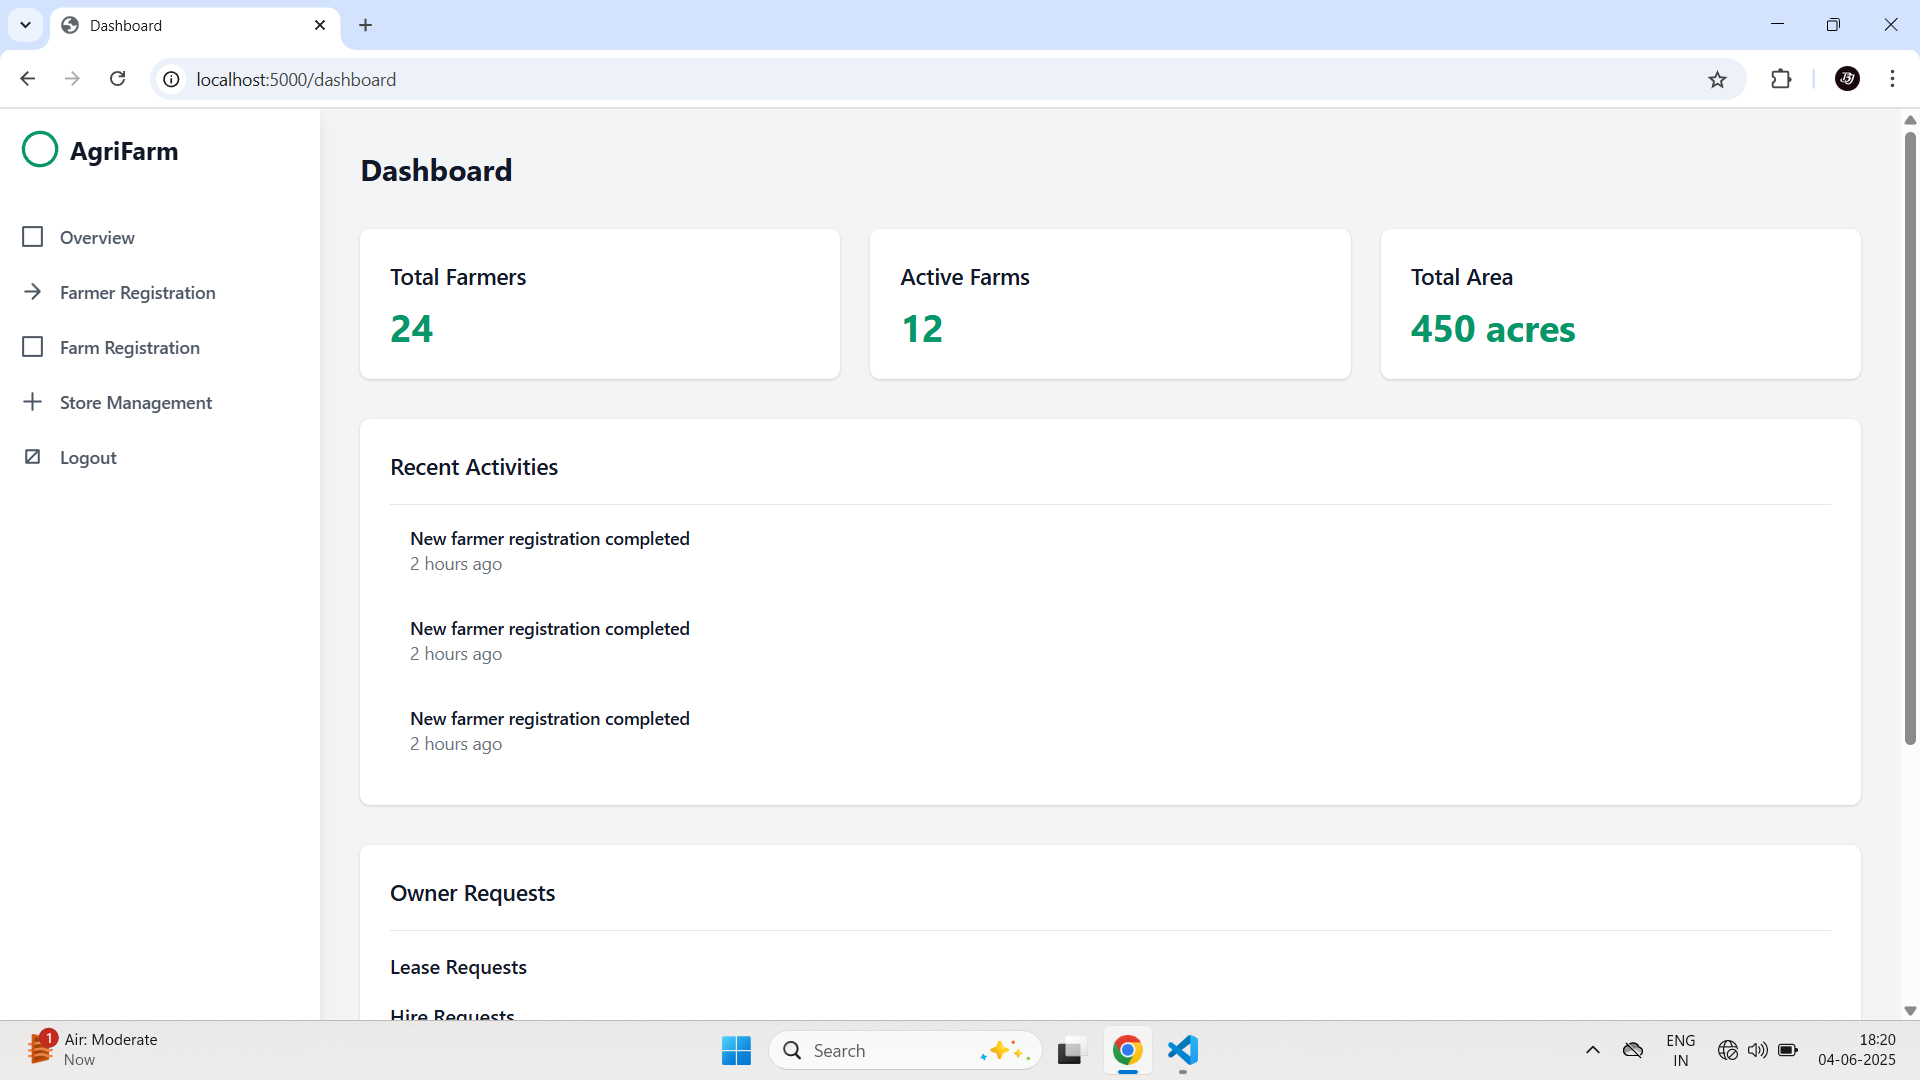 Dashboard
localhost:5000/dashboard
AgriFarm
Overview
Farmer Registration
Farm Registration
Store Management
Logout
Dashboard
Total Farmers
24
Active Farms
12
Total Area
450 acres
Recent Activities
New farmer registration completed
2 hours ago
New farmer registration completed
2 hours ago
New farmer registration completed
2 hours ago
Owner Requests
Lease Requests
Hire Requests
1
Air: Moderate
Now
Search
ENG
IN
18:20
04-06-2025